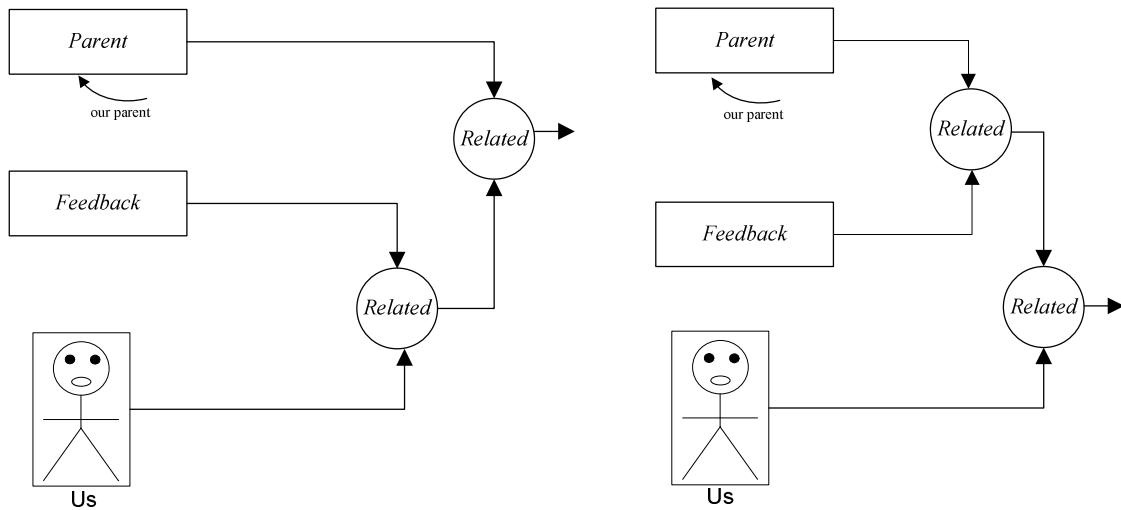 Parent
our parent
Related
Feedback
Related
Us
Parent
our parent
Related
Feedback
Related
Us